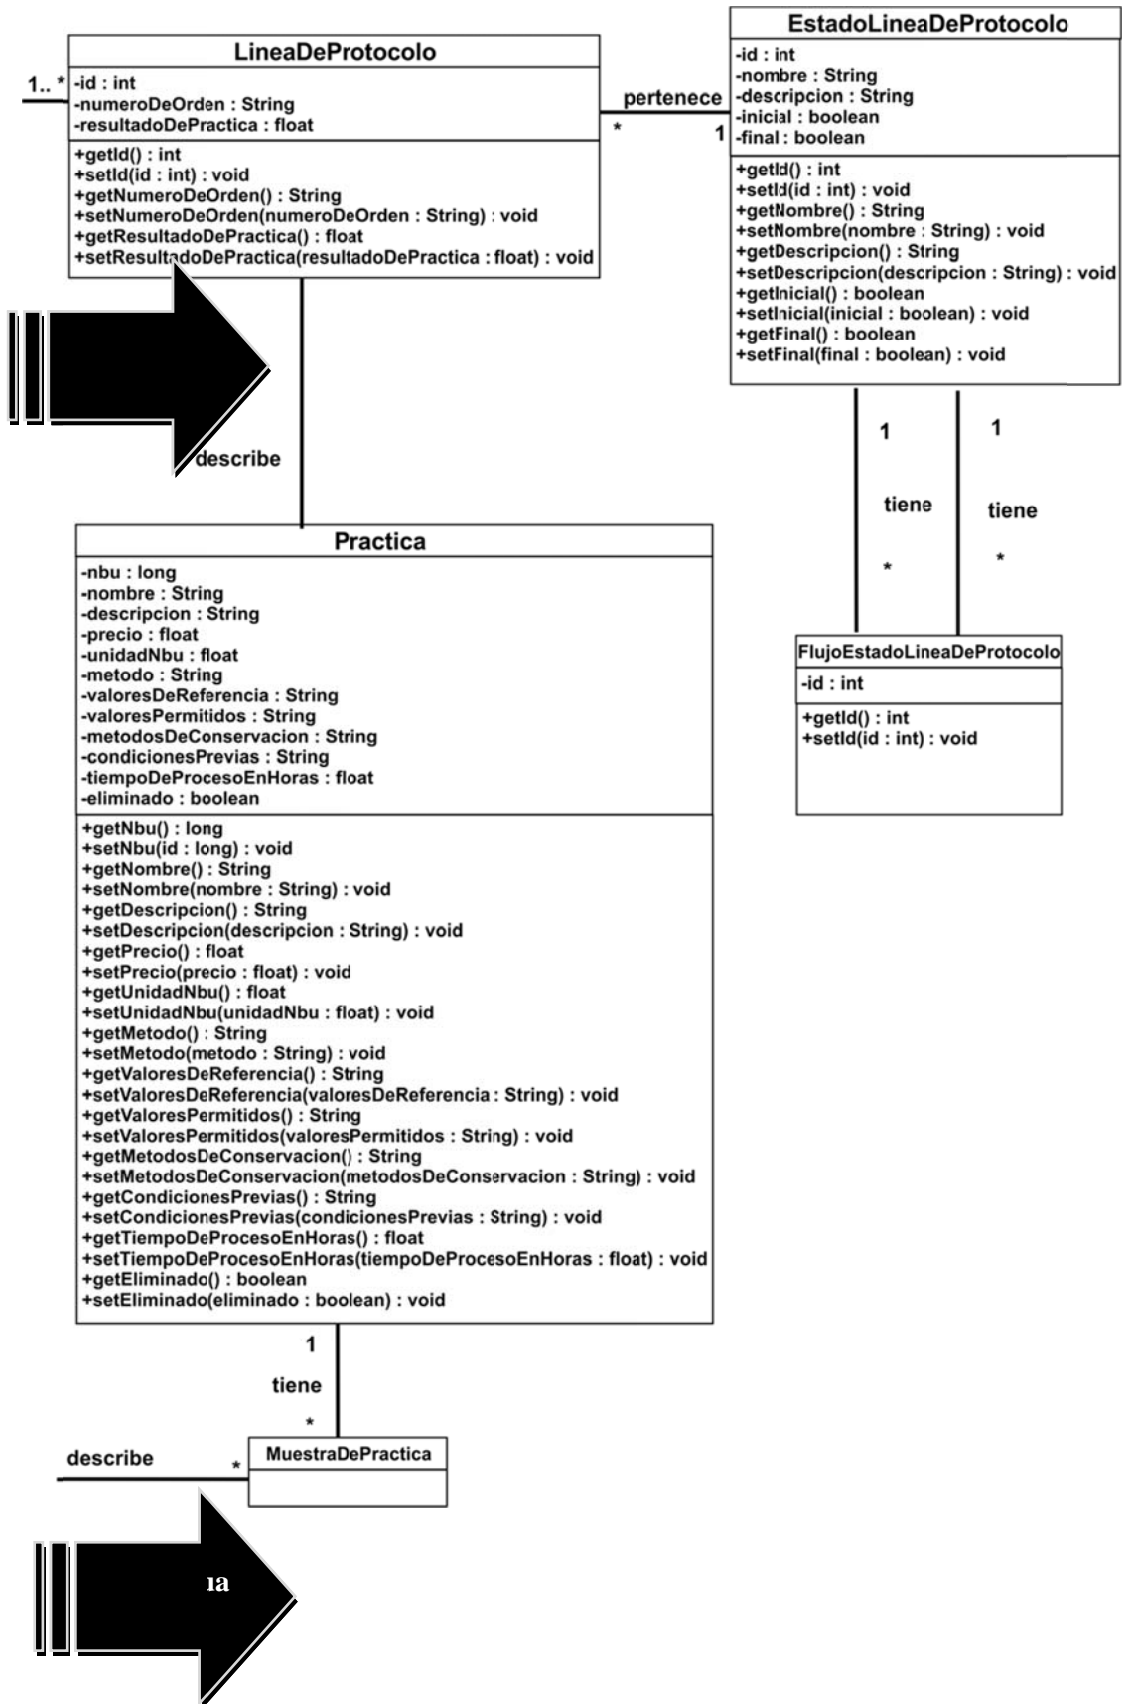 LineaDeProtocolo
1.. *
-id : int
-numeroDeOrden : String
-resultadoDePractica : float
+getId() : int
+setId(id : int) : void
+getNumeroDeOrden() : String
+setNumeroDeOrden(numeroDeOrden : String) : void
+getResultadoDePractica() : float
+setResultadoDePractica(resultadoDePractica : float) : void
pertenece
*
1
EstadoLineaDeProtocolo
-id : int
-nombre : String
-descripcion : String
-inicial : boolean
-final : boolean
+getId() : int
+setId(id : int) : void
+getNombre() : String
+setNombre(nombre : String) : void
+getDescripcion() : String
+setDescripcion(descripcion : String) : void
+getInicial() : boolean
+setInicial(inicial : boolean) : void
+getFinal() : boolean
+setFinal(final : boolean) : void
1
tiene
*
1
tiene
*
FlujoEstadoLineaDeProtocolo
-id : int
+getId() : int
+setId(id : int) : void
describe
Practica
-nbu : long
-nombre : String
-descripcion : String
-precio : float
-unidadNbu : float
-metodo : String
-valoresDeReferencia : String
-valoresPermitidos : String
-metodosDeConservacion : String
-condicionesPrevias : String
-tiempoDeProcesoEnHoras : float
-eliminado : boolean
+getNbu() : long
+setNbu(id : long) : void
+getNombre() : String
+setNombre(nombre : String) : void
+getDescripcion() : String
+setDescripcion(descripcion : String) : void
+getPrecio() : float
+setPrecio(precio : float) : void
+getUnidadNbu() : float
+setUnidadNbu(unidadNbu : float) : void
+getMetodo() : String
+setMetodo(metodo : String) : void
+getValoresDeReferencia() : String
+setValoresDeReferencia(valoresDeReferencia : String) : void
+getValoresPermitidos() : String
+setValoresPermitidos(valoresPermitidos : String) : void
+getMetodosDeConservacion() : String
+setMetodosDeConservacion(metodosDeConservacion : String) : void
+getCondicionesPrevias() : String
+setCondicionesPrevias(condicionesPrevias : String) : void
+getTiempoDeProcesoEnHoras() : float
+setTiempoDeProcesoEnHoras(tiempoDeProcesoEnHoras : float) : void
+getEliminado() : boolean
+setEliminado(eliminado : boolean) : void
1
tiene
*
MuestraDePractica
describe
*